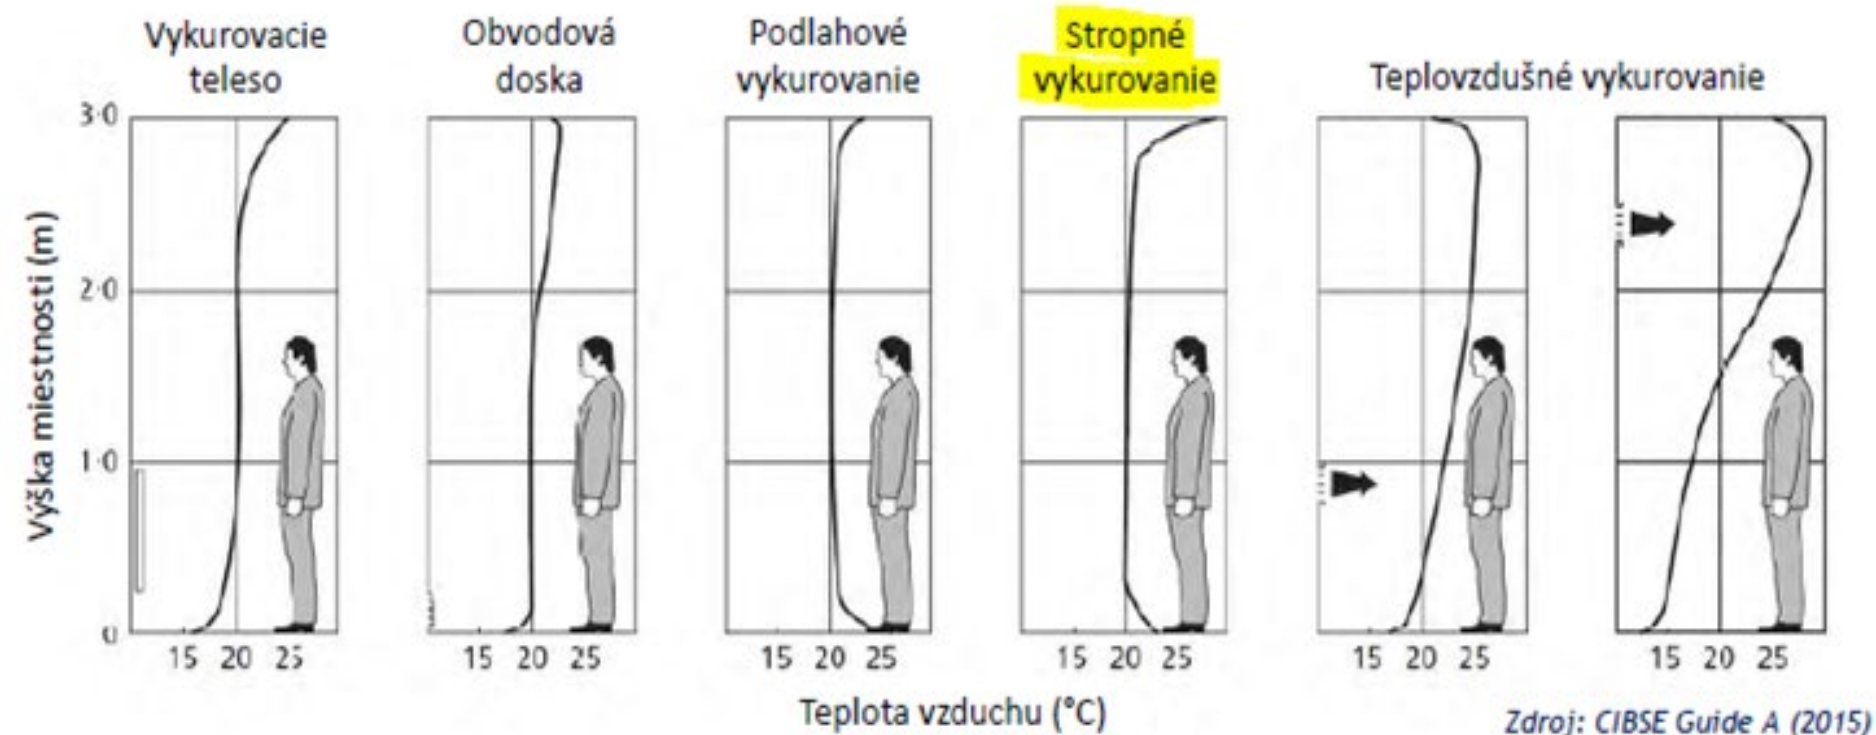 Vykurovacie
teleso
Obvodová
doska
Podlahové
vykurovanie
Stropné
vykurovanie
Teplovzdušné vykurovanie
Výška miestnosti (m)
3·0
2·0
1·0
0
15 20 25
15 20 25
15 20 25
15 20 25
15 20 25
15 20 25
Teplota vzduchu (°C)
Zdroj: CIBSE Guide A (2015)